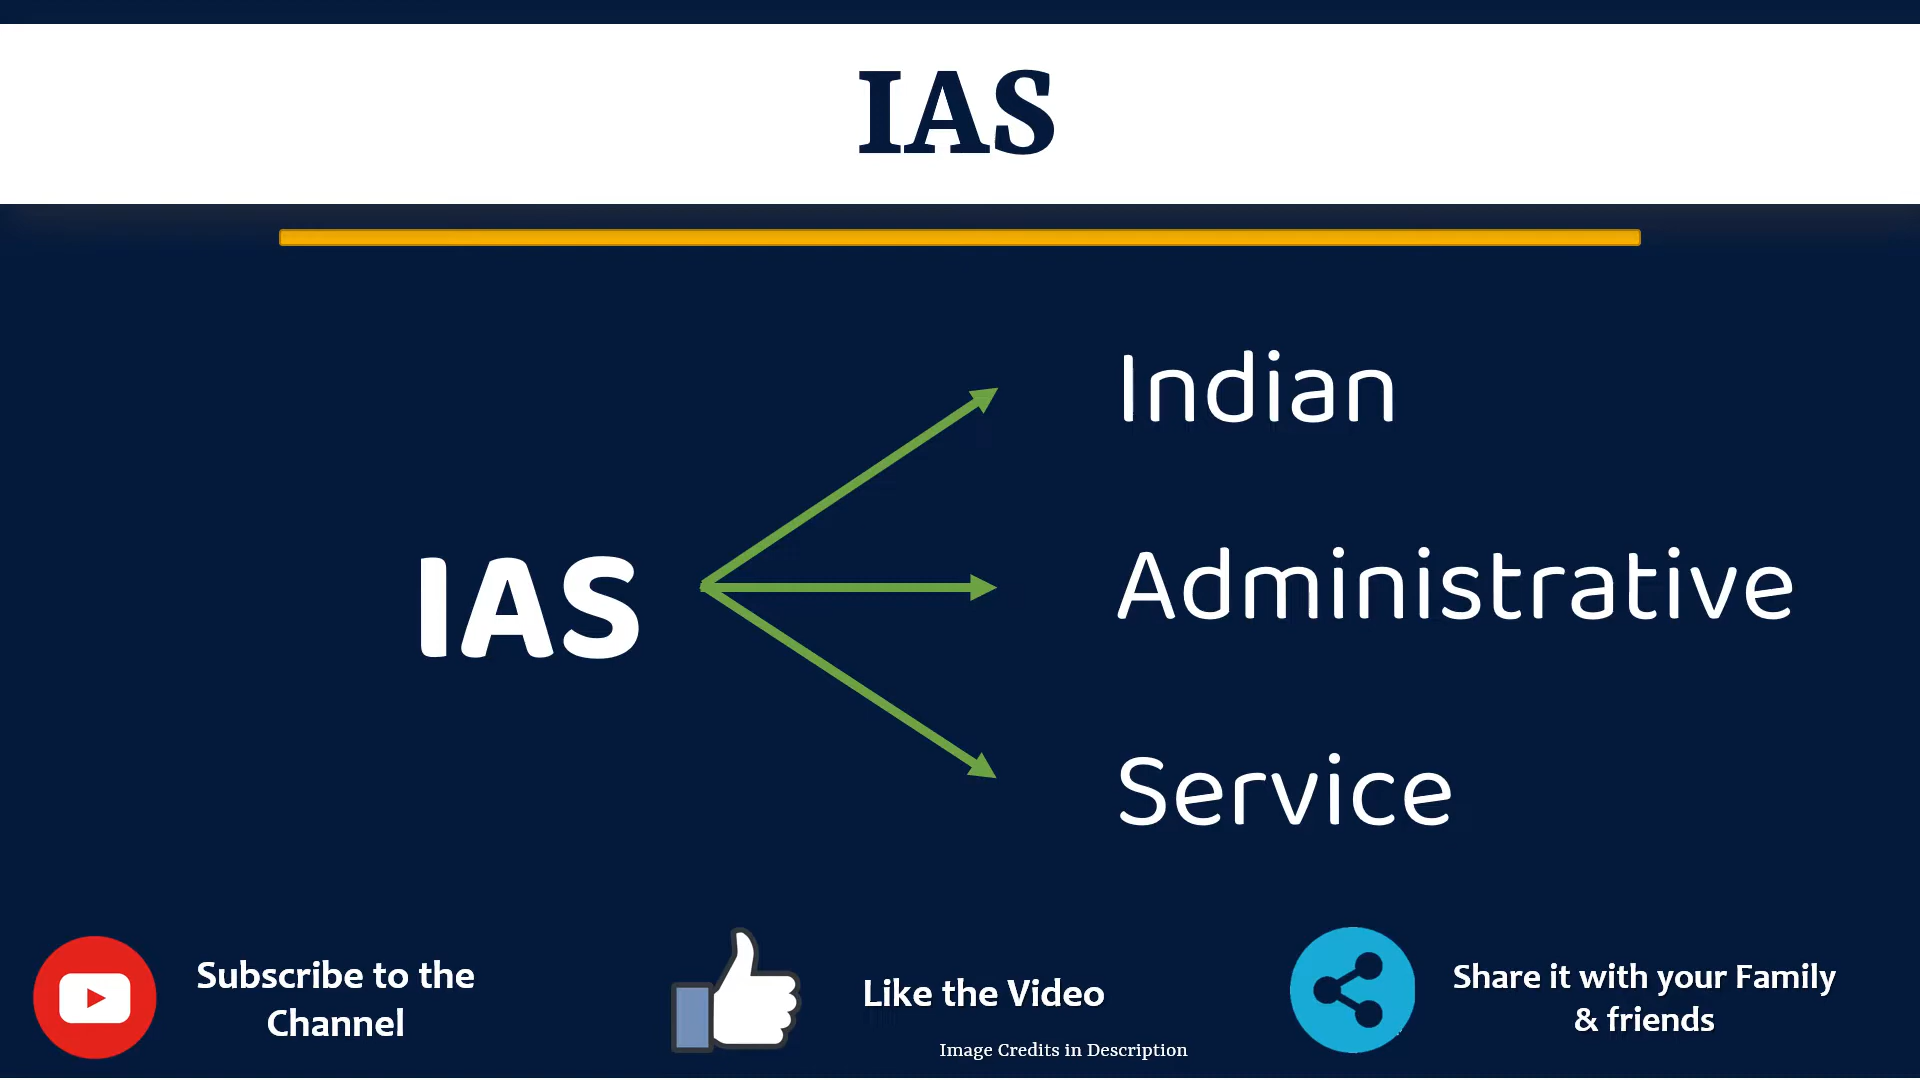 IAS
IAS
Indian
Administrative
Service
Subscribe to the
Channel
Like the Video
Share it with your Family
& friends
Image Credits in Description